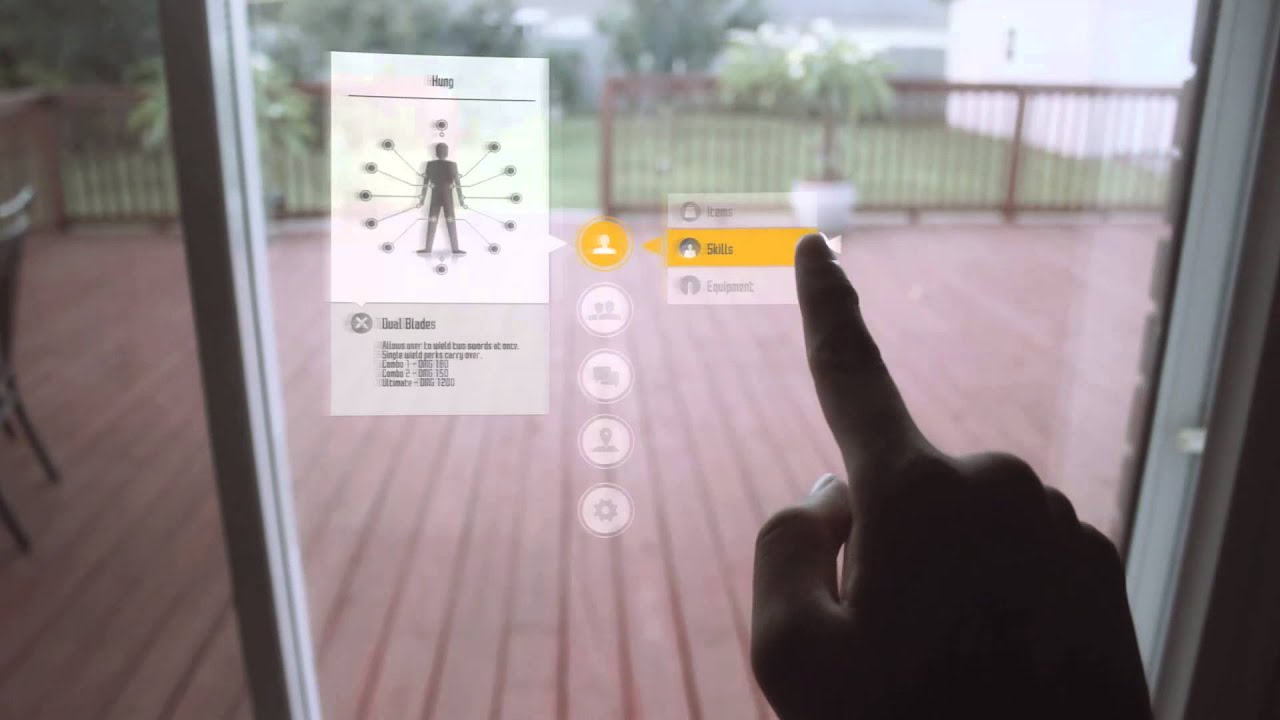 Hung
Items
Skills
Equipment
Dual Blades
Allows user to wield two swords at once.
Single wield perks carry over.
Combo 1 - DMG 180
Combo 2 - DMG 150
Ultimate - DMG 1200